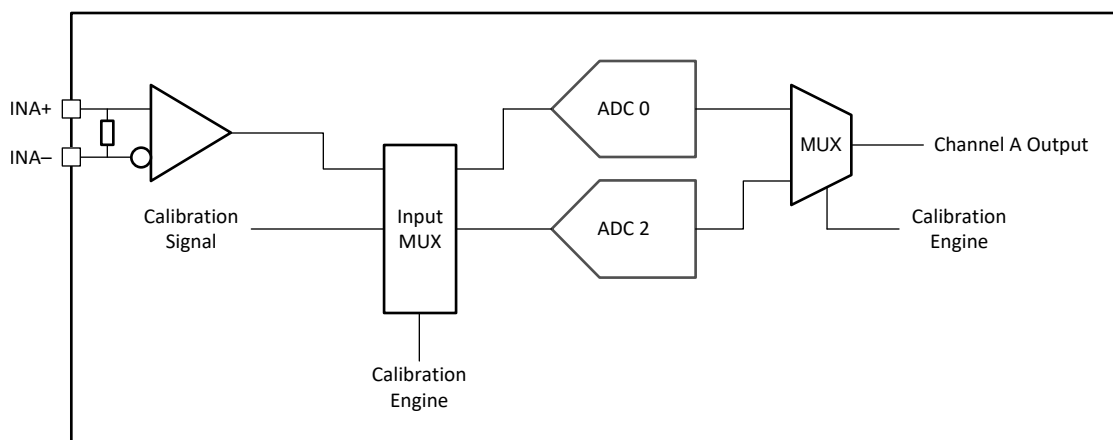 INA+
INA–
ADC 0
MUX
Channel A Output
Calibration
Signal
Input
MUX
ADC 2
Calibration
Engine
Calibration
Engine